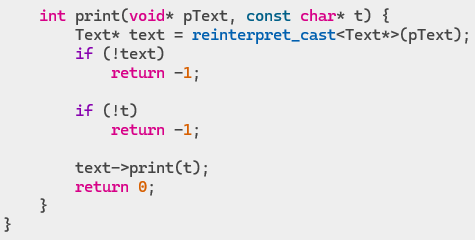 int print(void* pText, const char* t) {
Text* text = reinterpret_cast<Text*>(pText);
if (!text)
return -1;
if (!t)
return -1;
text->print(t);
return 0;
}
}